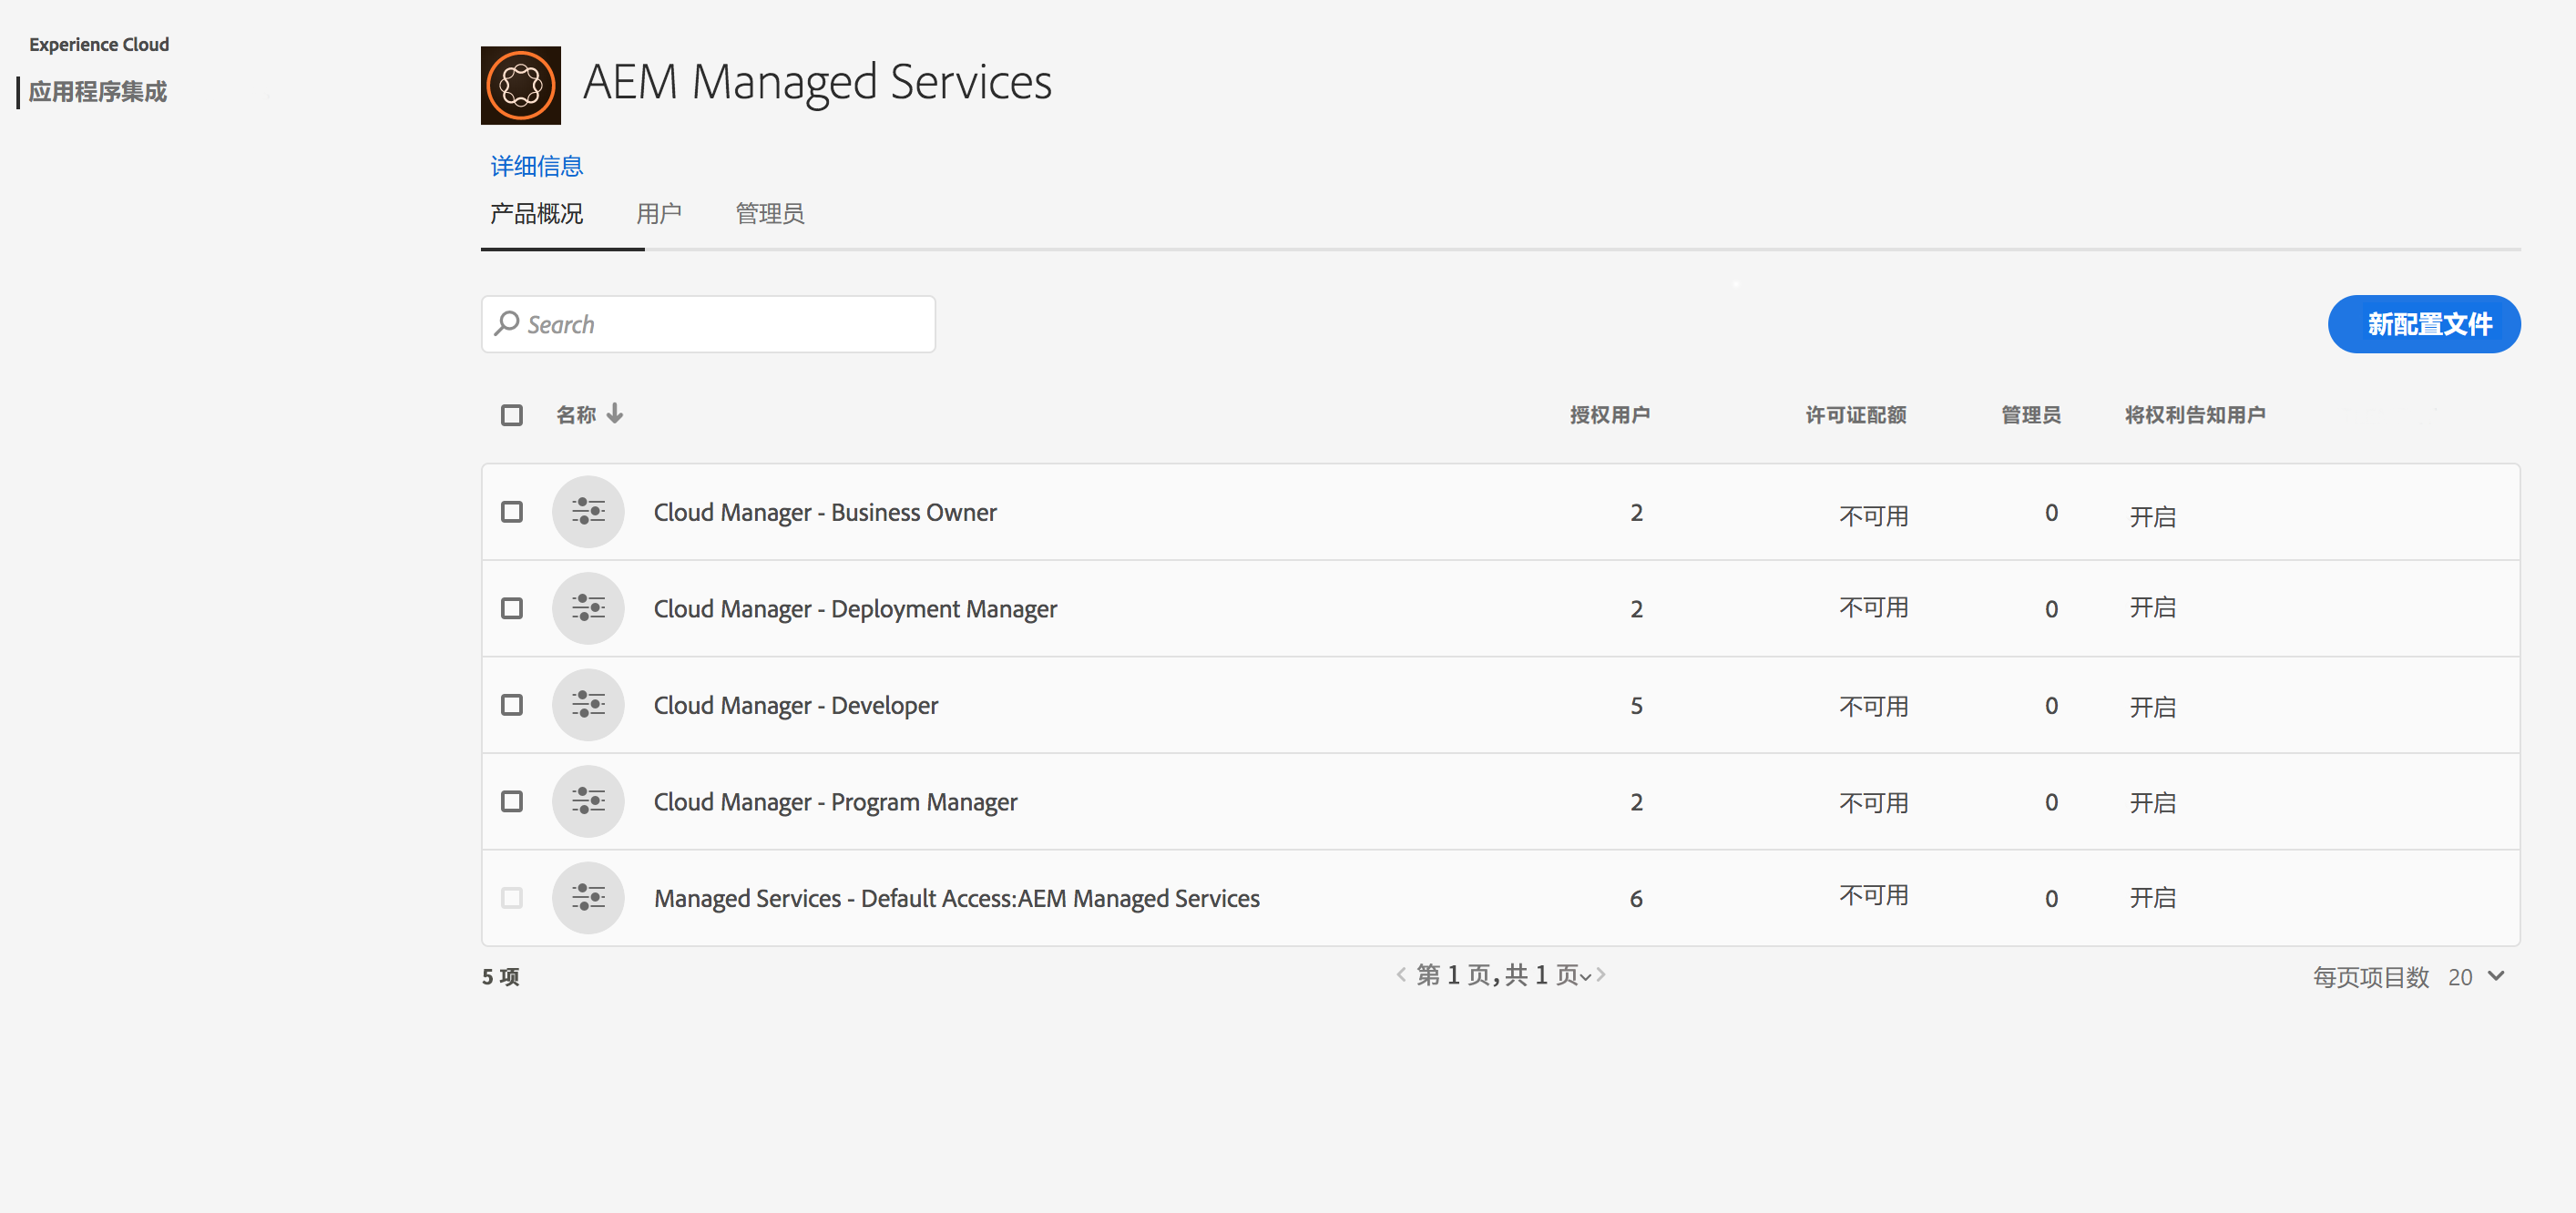 Experience Cloud
应用程序集成
AEM Managed Services
详细信息
产品概况 用户 管理员
Search
新配置文件
名称 授权用户 许可证配额 管理员 将权利告知用户
Cloud Manager - Business Owner 2 不可用 0 开启
Cloud Manager - Deployment Manager 2 不可用 0 开启
Cloud Manager - Developer 5 不可用 0 开启
Cloud Manager - Program Manager 2 不可用 0 开启
Managed Services - Default Access:AEM Managed Services 6 不可用 0 开启
5 项 第 1 页,共 1 页 每页项目数 20